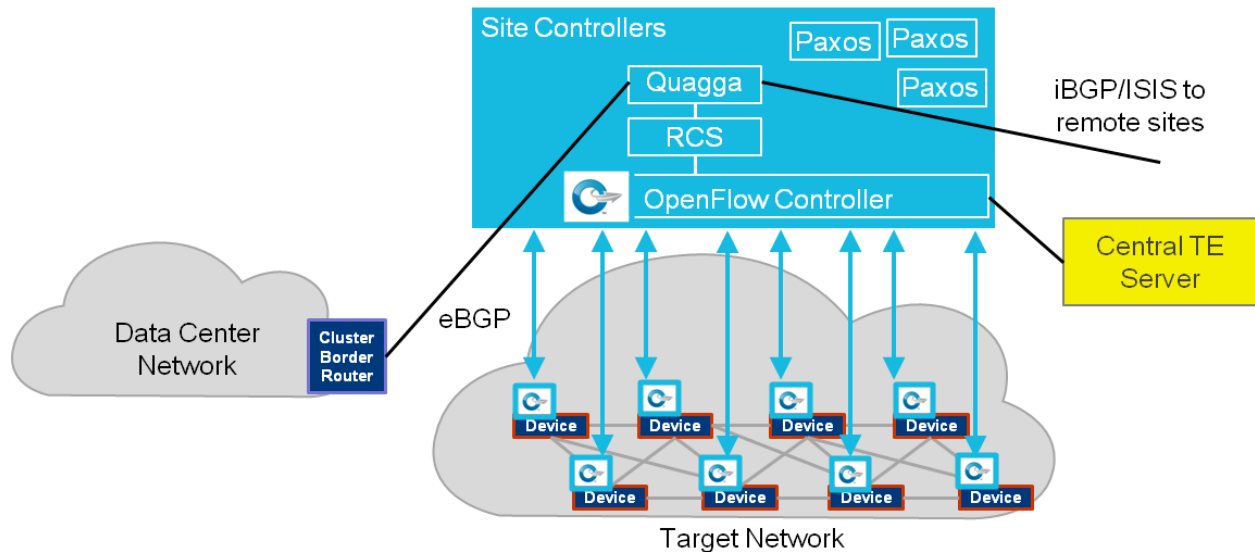 Site Controllers
Paxos
Paxos
Paxos
Quagga
RCS
OpenFlow Controller
iBGP/ISIS to
remote sites
Central TE
Server
eBGP
Data Center
Network
Cluster
Border
Router
Device
Device
Device
Device
Device
Device
Device
Device
Target Network